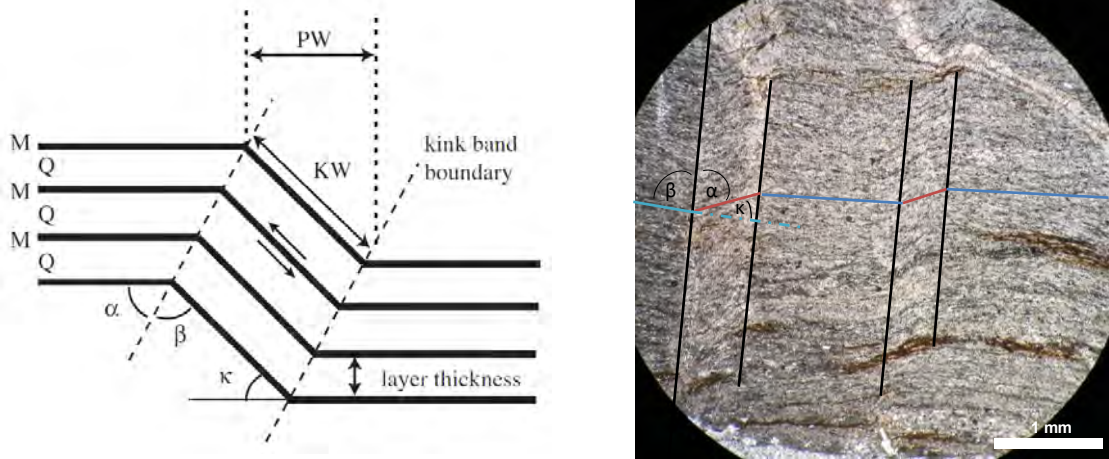 PW
M
Q
KW
kink band
boundary
M
Q
M
Q
α
β
κ
layer thickness
β
α
κ
1 mm